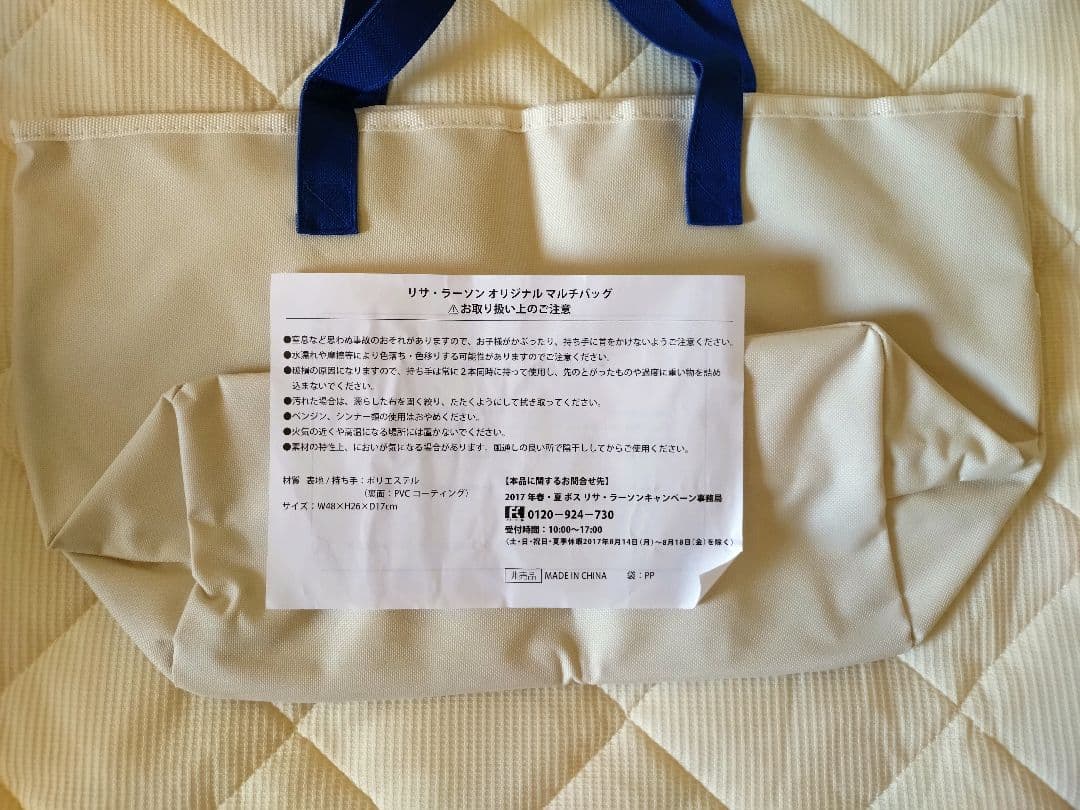 リサ・ラーソン オリジナル マルチバッグ
⚠お取り扱い上のご注意
●窒息など思わぬ事故のおそれがありますので、お子様がかぶったり、持ち手に首をかけないようご注意ください。
●水濡れや摩擦等により色落ち・色移りする可能性がありますのでご注意ください。
●破損の原因になりますので、持ち手は常に2本同時に持って使用し、先のとがったものや過度に重い物を詰め
込まないでください。
●汚れた場合は、濡らした布を固く絞り、たたくようにして拭き取ってください。
●ベンジン、シンナー類の使用はおやめください。
●火気の近くや高温になる場所には置かないでください。
●素材の特性上、においが気になる場合があります。風通しの良い所で陰干ししてからご使用ください。
材質 表地/持ち手:ポリエステル
(裏面:PVCコーティング)
サイズ:W48×H26×D17cm
【本品に関するお問合せ先】
2017年春・夏 ボス リサ・ラーソンキャンペーン事務局
0120-924-730
受付時間:10:00〜17:00
(土・日・祝日・夏季休暇2017年8月14日(月)〜8月18日(金)を除く)
非売品 MADE IN CHINA 袋:PP